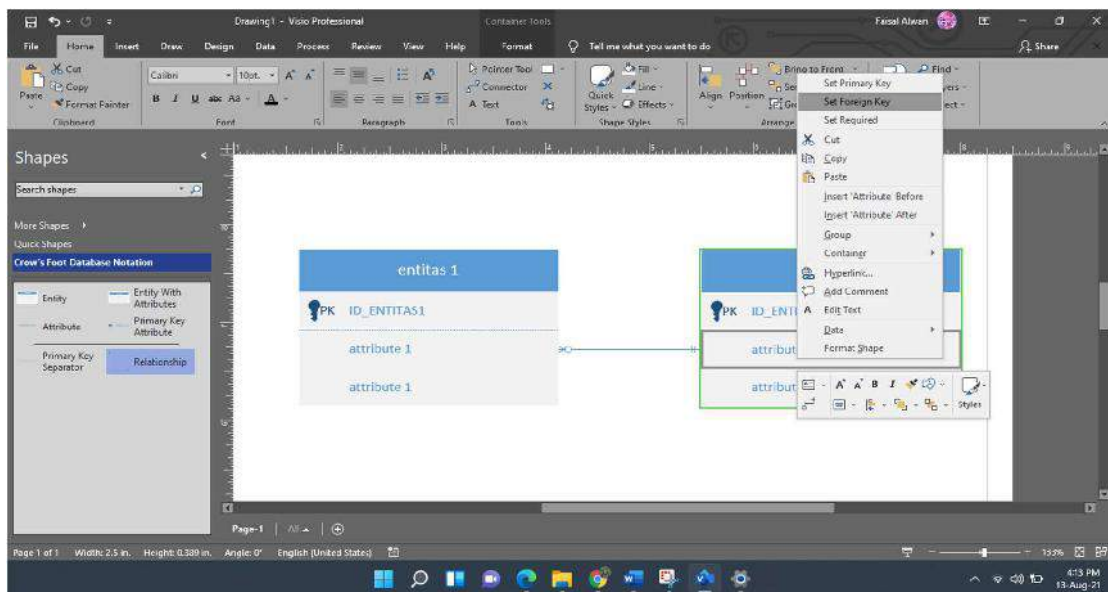 Drawing1 - Visio Professional
Container Tools
Faisal Alwan
File Home Insert Draw Design Data Process Review View Help Format Tell me what you want to do
Share
Paste
Cut
Copy
Format Painter
Clipboard
Calibri 10pt.
B I U abc Aa A
Font
Paragraph
Pointer Tool
Connector
A Text
Tools
Quick Styles
Fill
Line
Effects
Shape Styles
Align Position
Bring to Front
Arrange
Find
Shapes
Search shapes
More Shapes
Quick Shapes
Crow's Foot Database Notation
Entity
Entity With Attributes
Attribute
Primary Key Attribute
Primary Key Separator
Relationship
entitas 1
PK ID_ENTITAS1
attribute 1
attribute 1
PK ID_ENTI
attribut
attribut
Set Primary Key
Set Foreign Key
Set Required
Cut
Copy
Paste
Insert 'Attribute' Before
Insert 'Attribute' After
Group
Container
Hyperlink...
Add Comment
Edit Text
Data
Format Shape
A A B I
Styles
Page-1 All
Page 1 of 1 Width: 2.5 in. Height: 0.389 in. Angle: 0° English (United States)
155%
4:13 PM
13-Aug-21